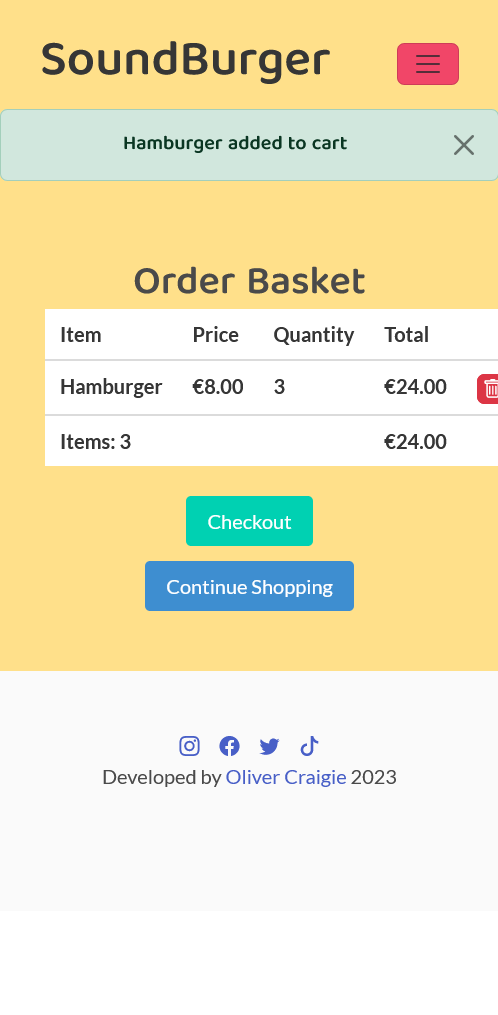 SoundBurger
Hamburger added to cart
Order Basket
Item Price Quantity Total
Hamburger €8.00 3 €24.00
Items: 3 €24.00
Checkout
Continue Shopping
Developed by Oliver Craigie 2023